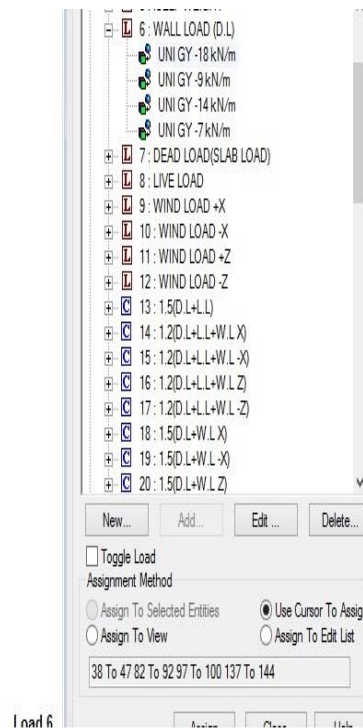 6 : WALL LOAD (D.L)
UNI GY -18 kN/m
UNI GY -9 kN/m
UNI GY -14 kN/m
UNI GY -7 kN/m
7 : DEAD LOAD(SLAB LOAD)
8 : LIVE LOAD
9 : WIND LOAD +X
10 : WIND LOAD -X
11 : WIND LOAD +Z
12 : WIND LOAD -Z
13 : 1.5(D.L+L.L)
14 : 1.2(D.L+L.L+W.L X)
15 : 1.2(D.L+L.L+W.L -X)
16 : 1.2(D.L+L.L+W.L Z)
17 : 1.2(D.L+L.L+W.L -Z)
18 : 1.5(D.L+W.L X)
19 : 1.5(D.L+W.L -X)
20 : 1.5(D.L+W.L Z)
New... Add... Edit ... Delete...
Toggle Load
Assignment Method
Assign To Selected Entities Use Cursor To Assig
Assign To View Assign To Edit List
38 To 47 82 To 92 97 To 100 137 To 144
Load 6
Assign Close Help